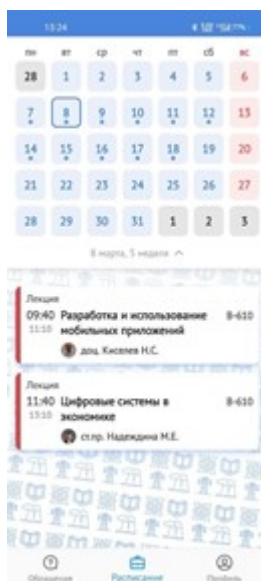 13:24
пн вт ср чт пт сб вс
28 1 2 3 4 5 6
7 8 9 10 11 12 13
14 15 16 17 18 19 20
21 22 23 24 25 26 27
28 29 30 31 1 2 3
8 марта, 5 неделя
Лекция
09:40 Разработка и использование В-610
11:10 мобильных приложений
доц. Киселев Н.С.
Лекция
11:40 Цифровые системы в В-610
13:10 экономике
ст.пр. Надеждина М.Е.
Обращения Расписание Профиль